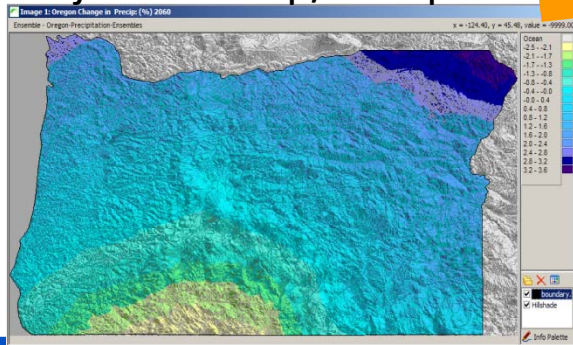 Image 1: Oregon Change in Precip: (%) 2060
Ensemble - Oregon-Precipitation-Ensembles
x = -124.40, y = 45.48, value = -9999.00
Ocean
-2.5 - -2.1
-2.1 - -1.7
-1.7 - -1.3
-1.3 - -0.8
-0.8 - -0.4
-0.4 - -0.0
-0.0 - 0.4
0.4 - 0.8
0.8 - 1.2
1.2 - 1.6
1.6 - 2.0
2.0 - 2.4
2.4 - 2.8
2.8 - 3.2
3.2 - 3.6
boundary.
Hillshade
Info Palette